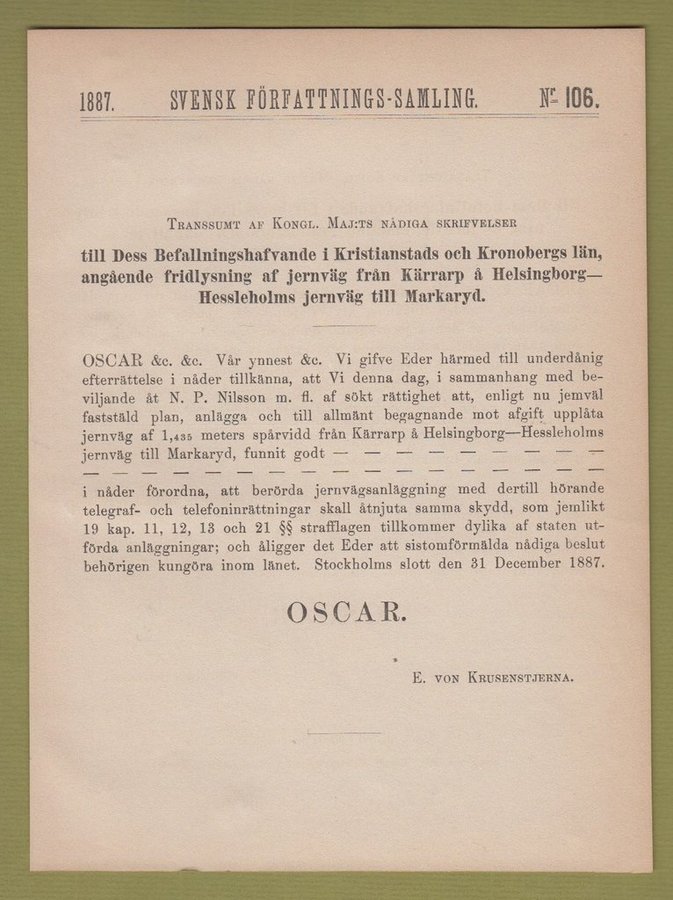 1887. SVENSK FÖRFATTNINGS-SAMLING. Nr 106.
TRANSSUMT AF KONGL. MAJ:TS NÅDIGA SKRIFVELSER
till Dess Befallningshafvande i Kristianstads och Kronobergs län,
angående fridlysning af jernväg från Kärrarp å Helsingborg—
Hessleholms jernväg till Markaryd.
OSCAR &c. &c. Vår ynnest &c. Vi gifve Eder härmed till underdånig
efterrättelse i nåder tillkänna, att Vi denna dag, i sammanhang med be-
viljande åt N. P. Nilsson m. fl. af sökt rättighet att, enligt nu jemväl
faststäld plan, anlägga och till allmänt begagnande mot afgift upplåta
jernväg af 1,435 meters spårvidd från Kärrarp å Helsingborg—Hessleholms
jernväg till Markaryd, funnit godt — — — — — — — —
— — — — — — — — — — — — — — — —
i nåder förordna, att berörda jernvägsanläggning med dertill hörande
telegraf- och telefoninrättningar skall åtnjuta samma skydd, som jemlikt
19 kap. 11, 12, 13 och 21 §§ strafflagen tillkommer dylika af staten ut-
förda anläggningar; och åligger det Eder att sistomförmälda nådiga beslut
behörigen kungöra inom länet. Stockholms slott den 31 December 1887.
OSCAR.
E. VON KRUSENSTJERNA.